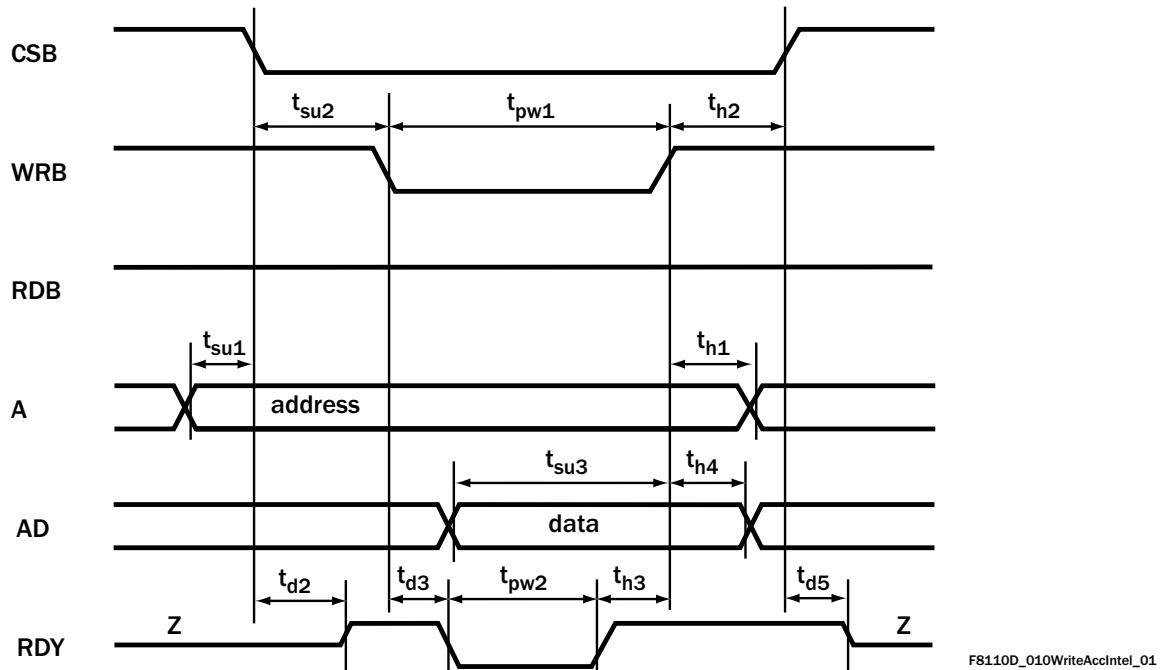 CSB
tsu2 tpw1 th2
WRB
RDB
tsu1 th1
A address
tsu3 th4
AD data
td2 td3 tpw2 th3 td5
RDY Z Z
F8110D_010WriteAccIntel_01